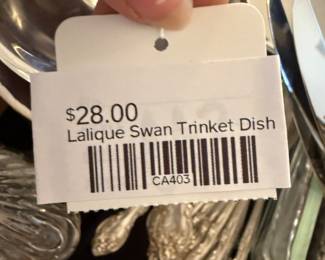 $28.00
Lalique Swan Trinket Dish
CA403